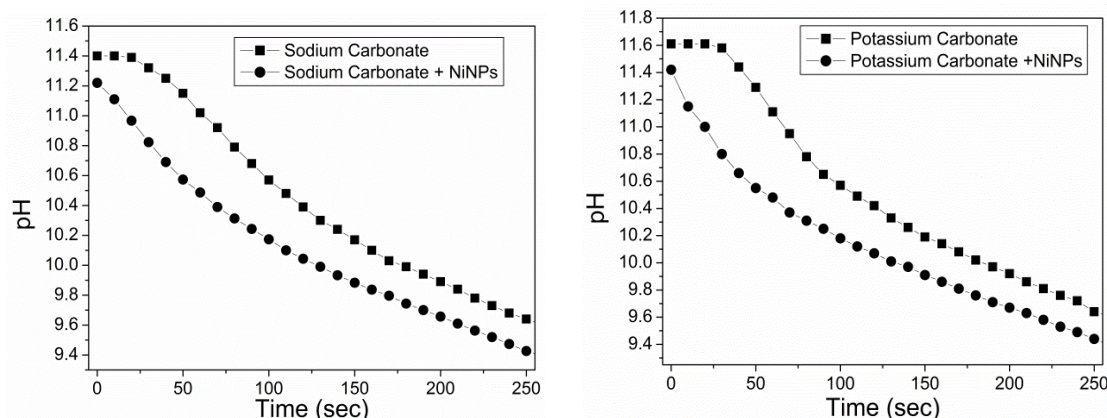 11.6
11.4
11.2
11.0
10.8
10.6
10.4
10.2
10.0
9.8
9.6
9.4
pH
Sodium Carbonate
Sodium Carbonate + NiNPs
0 50 100 150 200 250
Time (sec)
11.8
11.6
11.4
11.2
11.0
10.8
10.6
10.4
10.2
10.0
9.8
9.6
9.4
pH
Potassium Carbonate
Potassium Carbonate +NiNPs
0 50 100 150 200 250
Time (sec)